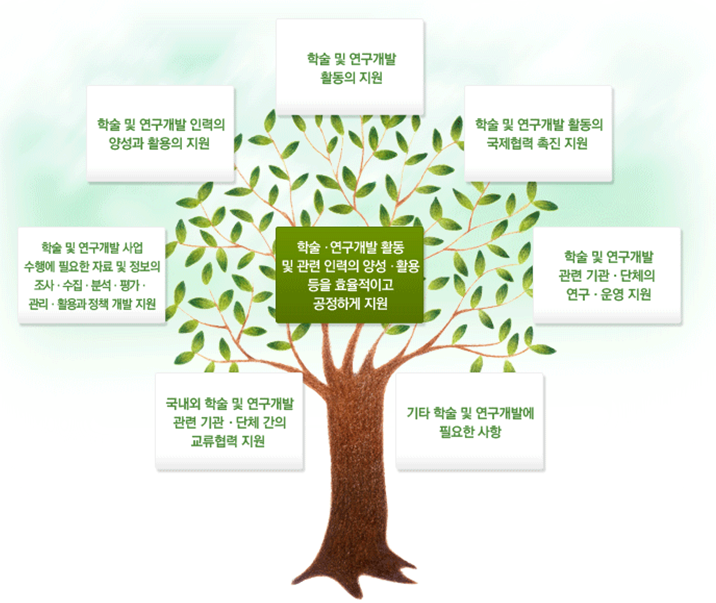 학술 및 연구개발
활동의 지원
학술 및 연구개발 인력의
양성과 활용의 지원
학술 및 연구개발 활동의
국제협력 촉진 지원
학술 및 연구개발 사업
수행에 필요한 자료 및 정보의
조사 · 수집 · 분석 · 평가 ·
관리 · 활용과 정책 개발 지원
학술 · 연구개발 활동
및 관련 인력의 양성 · 활용
등을 효율적이고
공정하게 지원
학술 및 연구개발
관련 기관 · 단체의
연구 · 운영 지원
국내외 학술 및 연구개발
관련 기관 · 단체 간의
교류협력 지원
기타 학술 및 연구개발에
필요한 사항